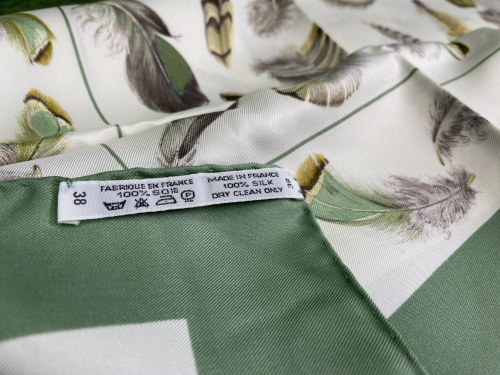 38
FABRIQUE EN FRANCE
100% SOIE
MADE IN FRANCE
100% SILK
DRY CLEAN ONLY
38